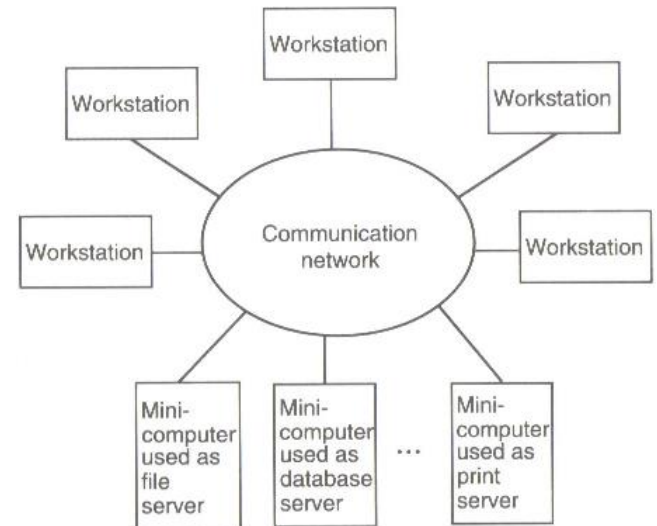 Workstation
Workstation
Workstation
Workstation
Communication
network
Workstation
Mini-
computer
used as
file
server
Mini-
computer
used as
database
server
...
Mini-
computer
used as
print
server